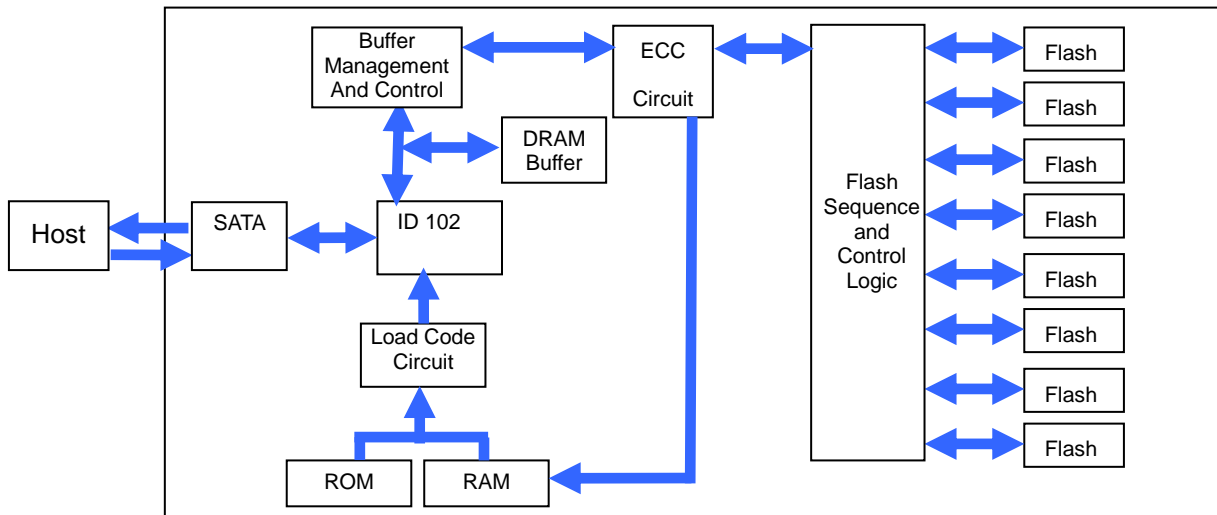 Buffer
Management
And Control
ECC
Circuit
DRAM
Buffer
Host
SATA
ID 102
Load Code
Circuit
ROM
RAM
Flash
Sequence
and
Control
Logic
Flash
Flash
Flash
Flash
Flash
Flash
Flash
Flash